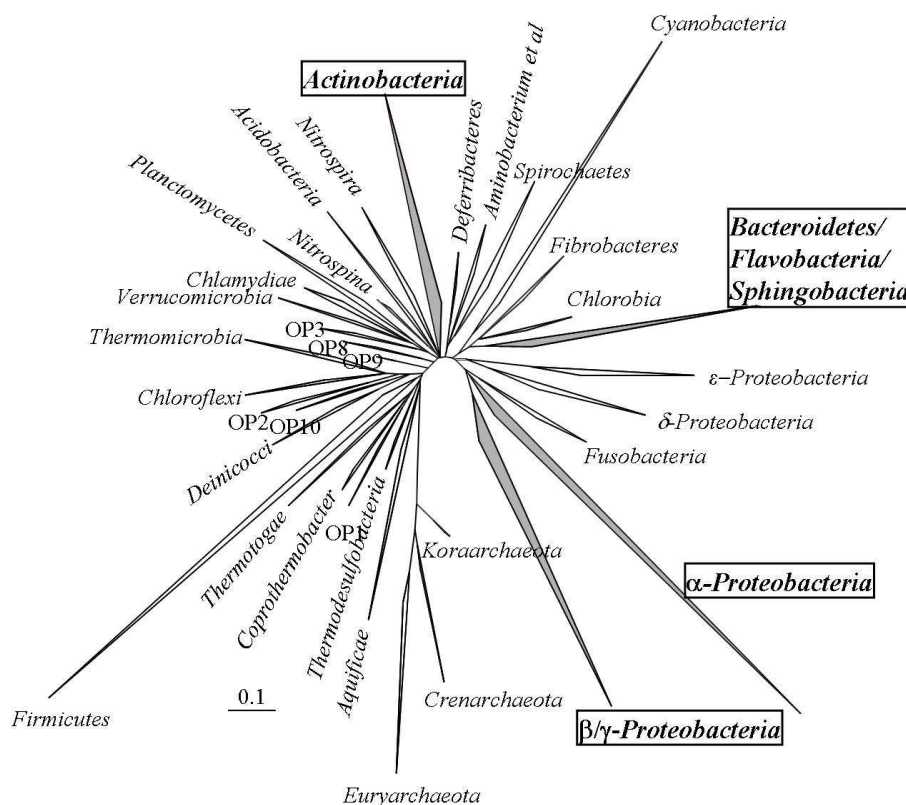 Cyanobacteria
Actinobacteria
Deferribacteres
Aminobacterium et al
Nitrospira
Acidobacteria
Planctomycetes
Spirochaetes
Nitrospina
Fibrobacteres
Bacteroidetes/
Flavobacteria/
Sphingobacteria
Chlamydiae
Verrucomicrobia
Chlorobia
Thermomicrobia
OP3
OP8
OP9
ε–Proteobacteria
Chloroflexi
OP2
OP10
δ-Proteobacteria
Deinicocci
Fusobacteria
Thermotogae
Coprothermobacter
OP1
Thermodesulfobacteria
Aquificae
Koraarchaeota
α-Proteobacteria
Crenarchaeota
0.1
Firmicutes
β/γ-Proteobacteria
Euryarchaeota